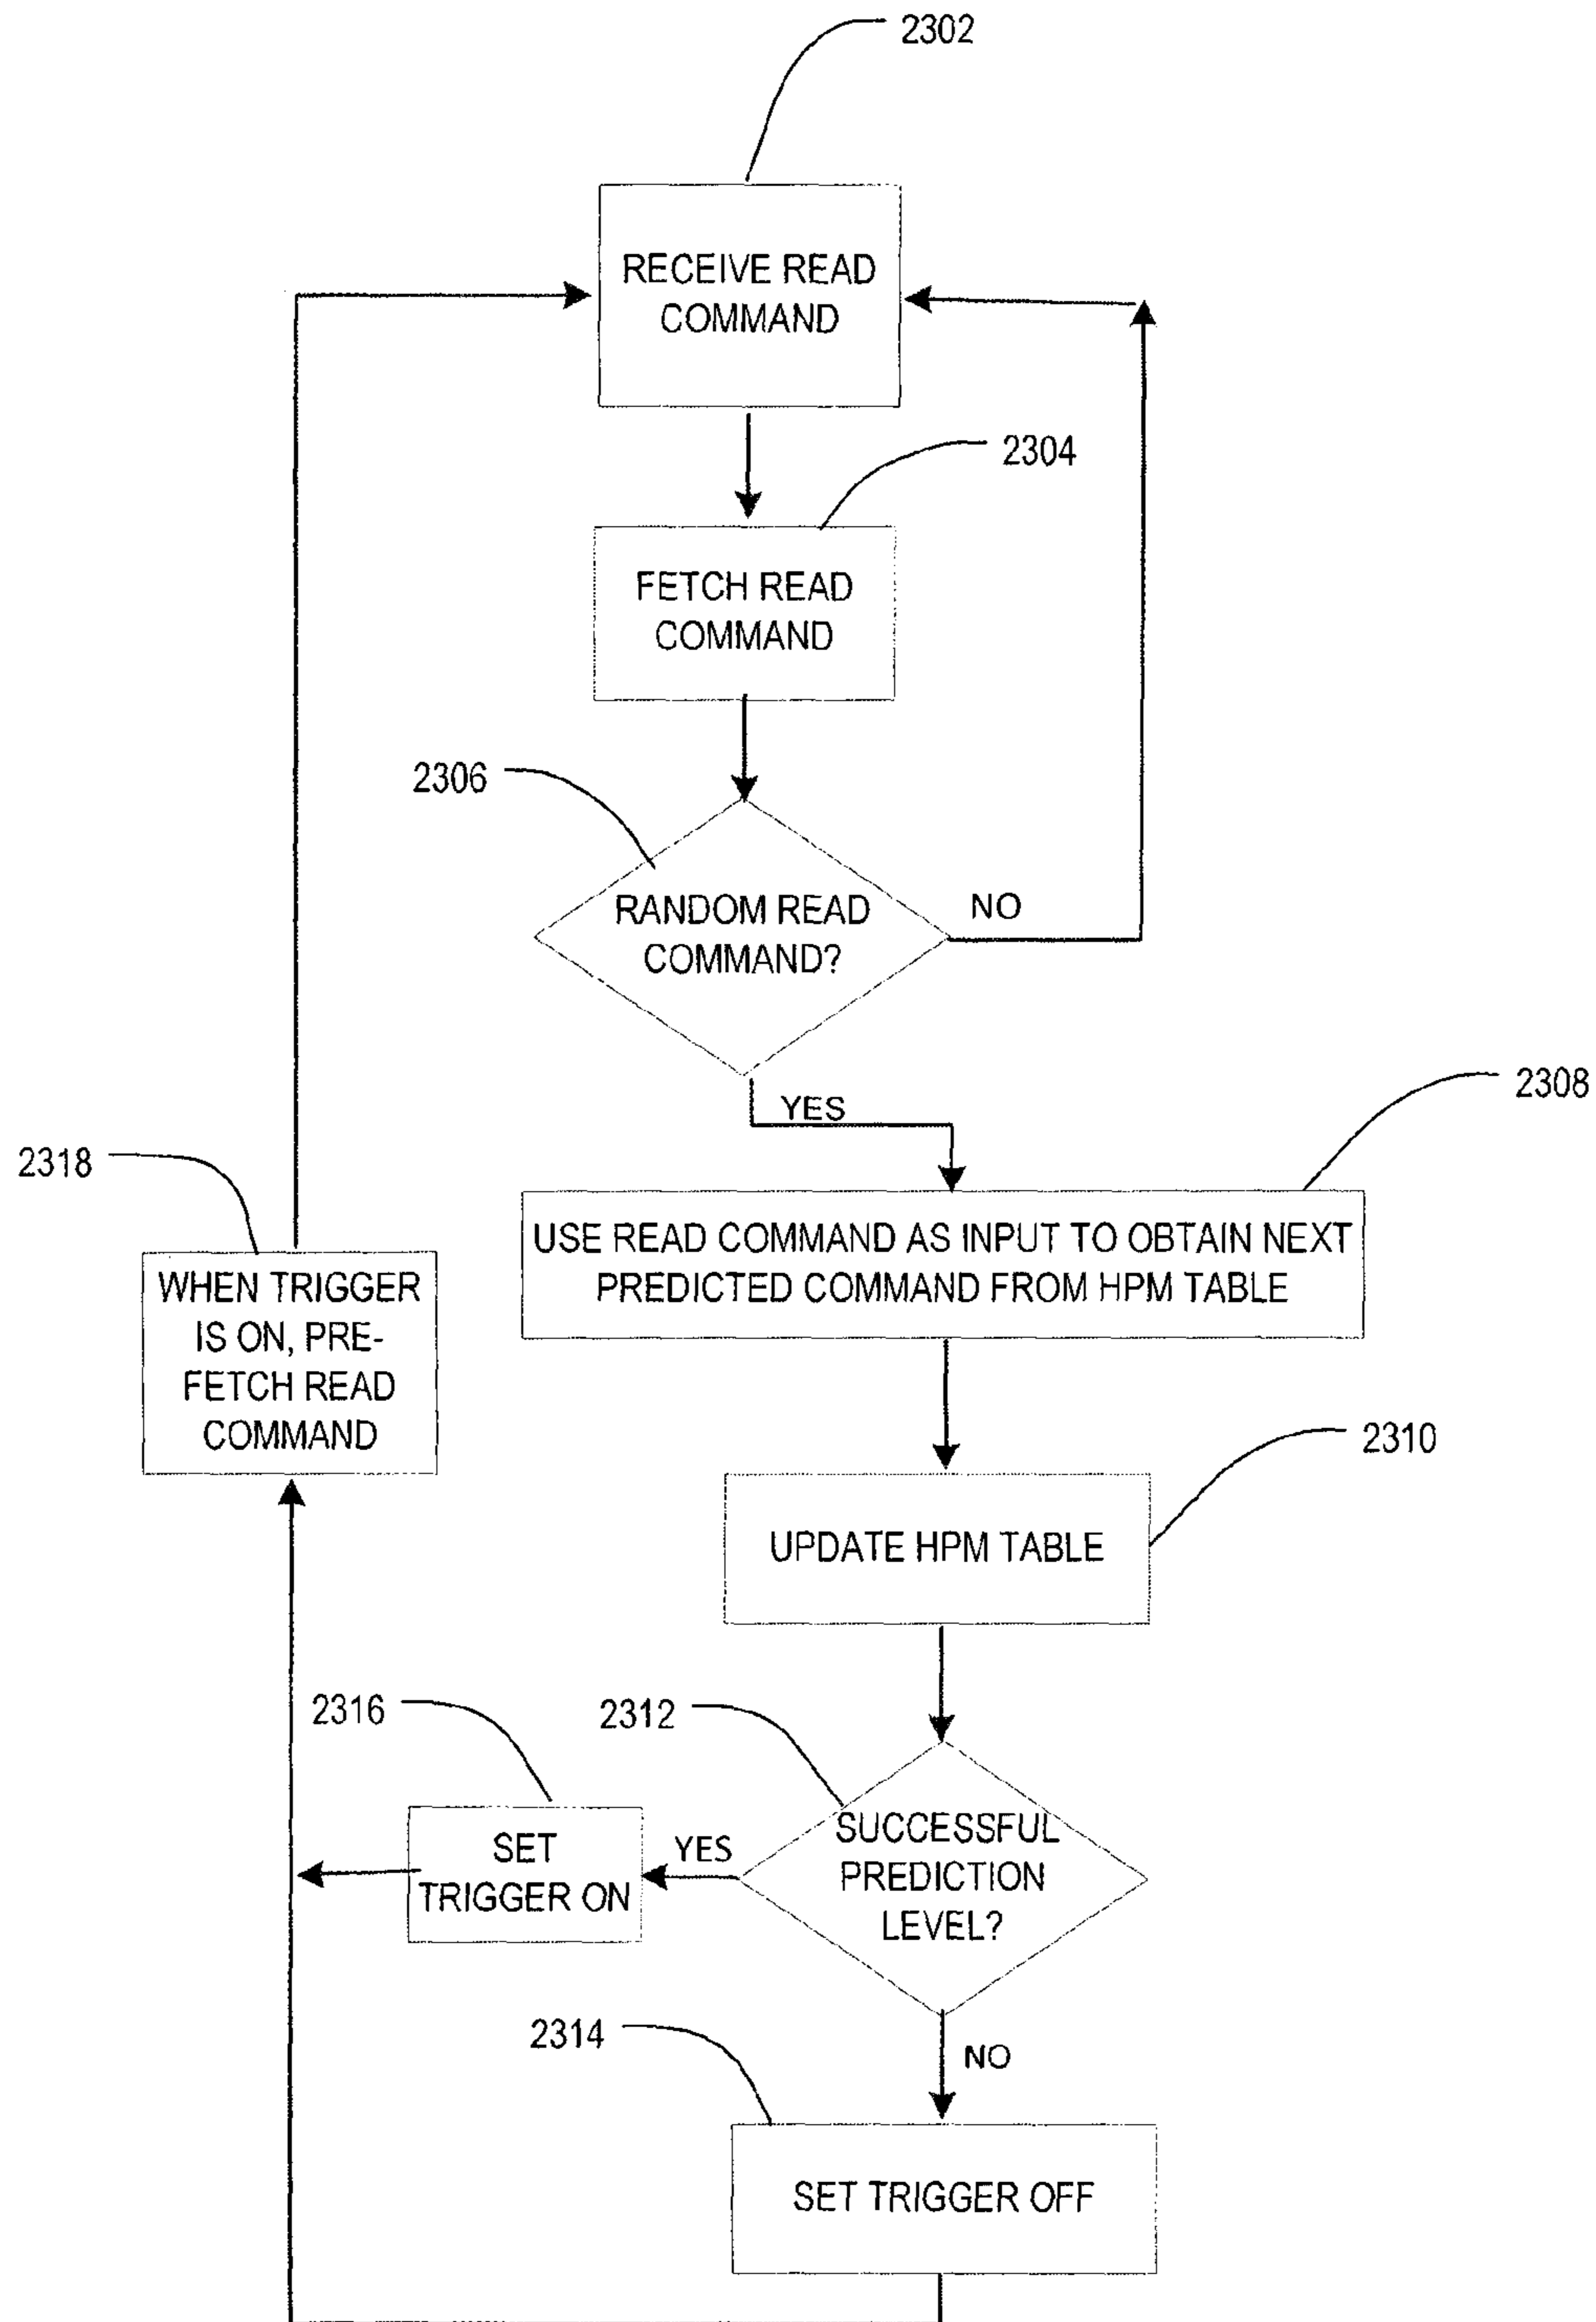 2302
RECEIVE READ
COMMAND
2304
FETCH READ
COMMAND
2306
RANDOM READ
COMMAND?
NO
YES
2308
USE READ COMMAND AS INPUT TO OBTAIN NEXT
PREDICTED COMMAND FROM HPM TABLE
2318
WHEN TRIGGER
IS ON, PRE-
FETCH READ
COMMAND
2310
UPDATE HPM TABLE
2316
SET
TRIGGER ON
YES
2312
SUCCESSFUL
PREDICTION
LEVEL?
2314
NO
SET TRIGGER OFF